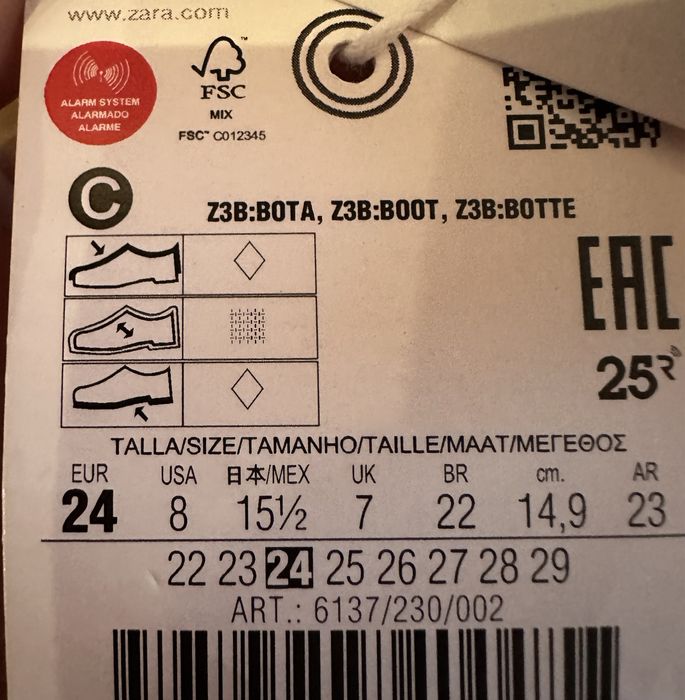 www.zara.com
ALARM SYSTEM
ALARMADO
ALARME
FSC™
MIX
FSC™ C012345
C
Z3B:BOTA, Z3B:BOOT, Z3B:BOTTE
EAC
25R
TALLA/SIZE/TAMANHO/TAILLE/MAAT/ΜΕΓΕΘΟΣ
EUR USA 日本/MEX UK BR cm. AR
24 8 15½ 7 22 14,9 23
22 23 24 25 26 27 28 29
ART.: 6137/230/002